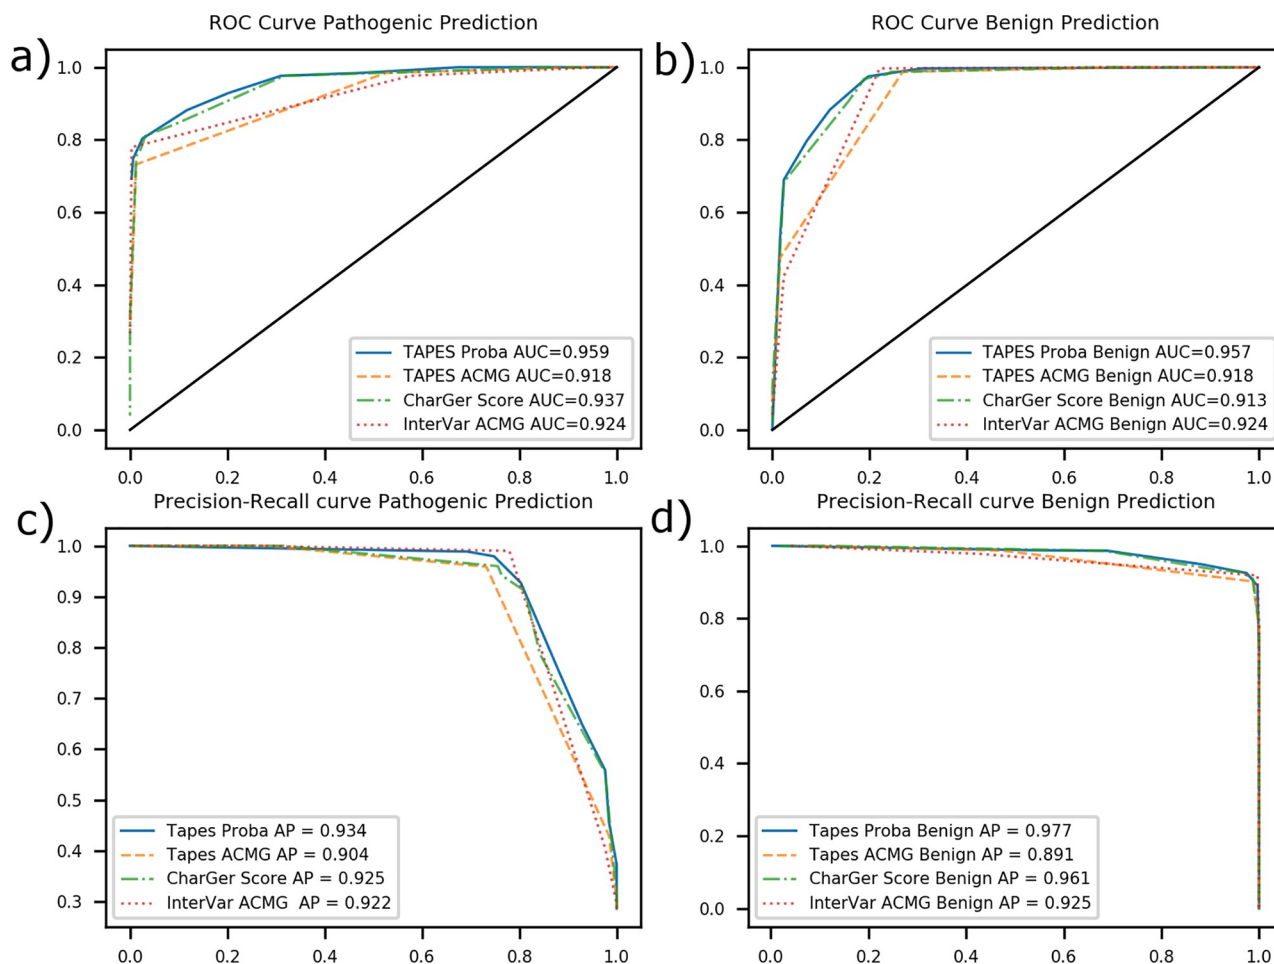 ROC Curve Pathogenic Prediction
a)
1.0
0.8
0.6
0.4
0.2
0.0
TAPES Proba AUC=0.959
TAPES ACMG AUC=0.918
CharGer Score AUC=0.937
InterVar ACMG AUC=0.924
0.0 0.2 0.4 0.6 0.8 1.0
ROC Curve Benign Prediction
b)
1.0
0.8
0.6
0.4
0.2
0.0
TAPES Proba Benign AUC=0.957
TAPES ACMG Benign AUC=0.918
CharGer Score Benign AUC=0.913
InterVar ACMG Benign AUC=0.924
0.0 0.2 0.4 0.6 0.8 1.0
Precision-Recall curve Pathogenic Prediction
c)
1.0
0.9
0.8
0.7
0.6
0.5
0.4
0.3
Tapes Proba AP = 0.934
Tapes ACMG AP = 0.904
CharGer Score AP = 0.925
InterVar ACMG  AP = 0.922
0.0 0.2 0.4 0.6 0.8 1.0
Precision-Recall curve Benign Prediction
d)
1.0
0.8
0.6
0.4
0.2
0.0
Tapes Proba Benign AP = 0.977
Tapes ACMG Benign AP = 0.891
CharGer Score Benign AP = 0.961
InterVar ACMG Benign AP = 0.925
0.0 0.2 0.4 0.6 0.8 1.0